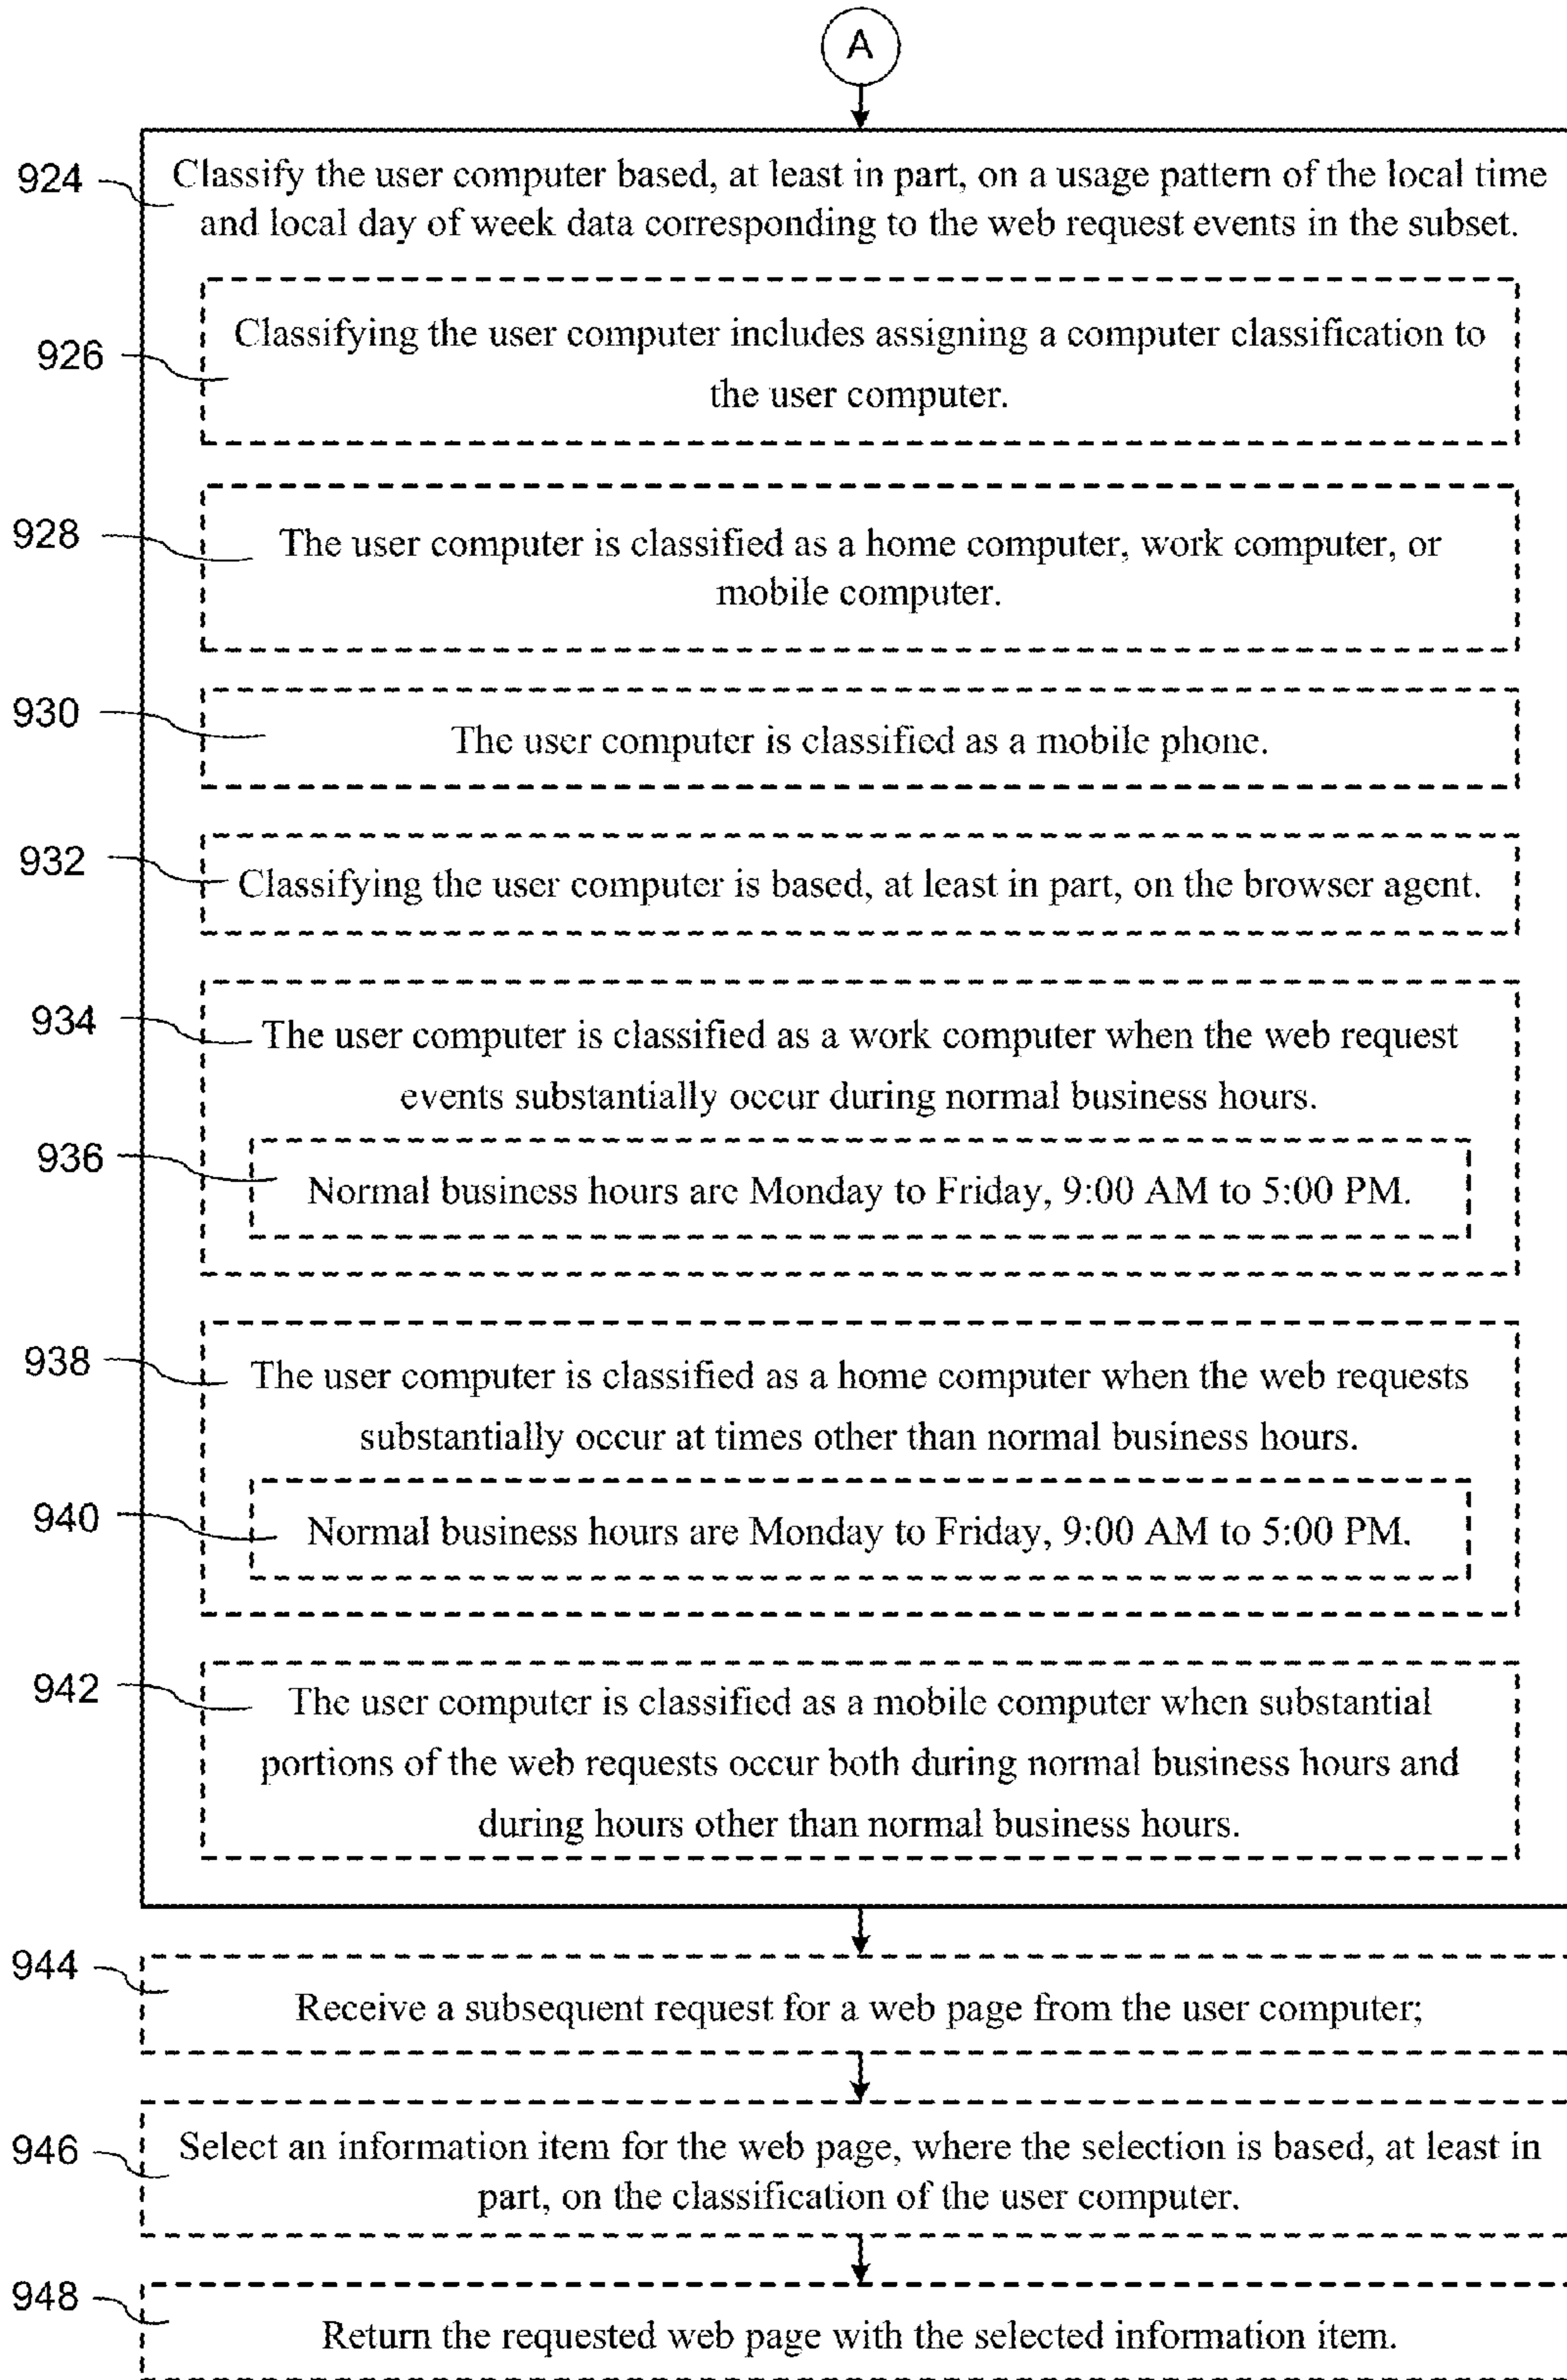 A
924
Classify the user computer based, at least in part, on a usage pattern of the local time
and local day of week data corresponding to the web request events in the subset.
926
Classifying the user computer includes assigning a computer classification to
the user computer.
928
The user computer is classified as a home computer, work computer, or
mobile computer.
930
The user computer is classified as a mobile phone.
932
Classifying the user computer is based, at least in part, on the browser agent.
934
The user computer is classified as a work computer when the web request
events substantially occur during normal business hours.
936
Normal business hours are Monday to Friday, 9:00 AM to 5:00 PM.
938
The user computer is classified as a home computer when the web requests
substantially occur at times other than normal business hours.
940
Normal business hours are Monday to Friday, 9:00 AM to 5:00 PM.
942
The user computer is classified as a mobile computer when substantial
portions of the web requests occur both during normal business hours and
during hours other than normal business hours.
944
Receive a subsequent request for a web page from the user computer;
946
Select an information item for the web page, where the selection is based, at least in
part, on the classification of the user computer.
948
Return the requested web page with the selected information item.